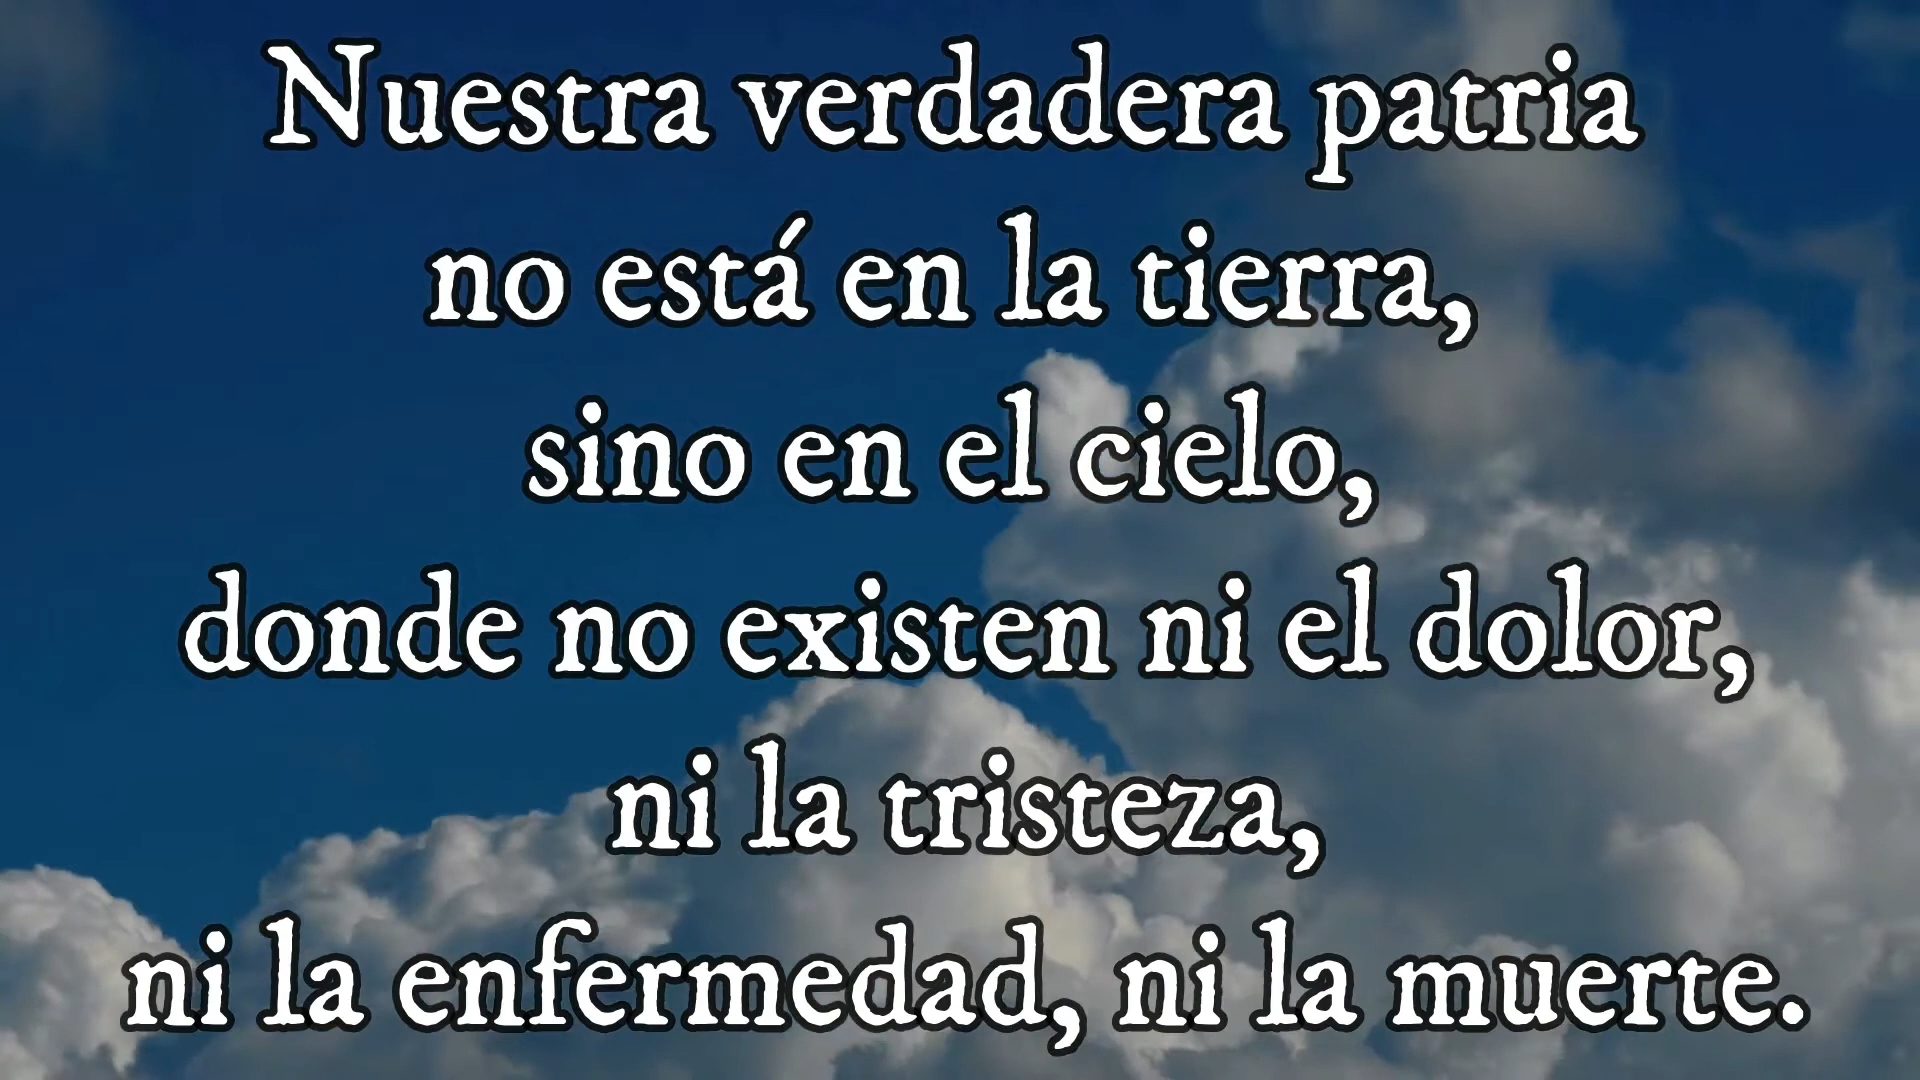 Nuestra verdadera patria
no está en la tierra,
sino en el cielo,
donde no existen ni el dolor,
ni la tristeza,
ni la enfermedad, ni la muerte.